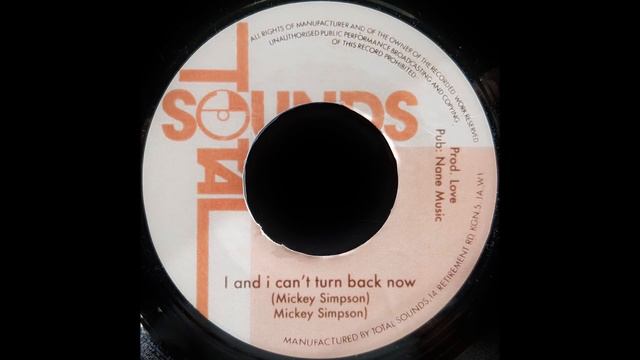 ALL RIGHTS OF MANUFACTURER AND OF THE OWNER OF THE RECORDED WORK RESERVED
UNAUTHORISED PUBLIC PERFORMANCE BROADCASTING AND COPYING
OF THIS RECORD PROHIBITED.
TOTAL
SOUNDS
Prod. Love
Pub: Nane Music
I and i can't turn back now
(Mickey Simpson)
Mickey Simpson)
MANUFACTURED BY TOTAL SOUNDS, 14 RETIREMENT RD. KGN. 5. JA. W.I